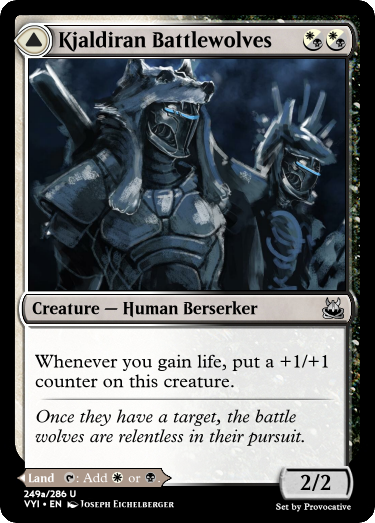 Kjaldiran Battlewolves
Creature — Human Berserker
Whenever you gain life, put a +1/+1
counter on this creature.
Once they have a target, the battle
wolves are relentless in their pursuit.
Land : Add or .
2/2
249a/286 U
VYI • EN Joseph Eichelberger
Set by Provocative